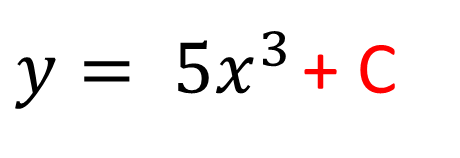 y = 5x³ + C